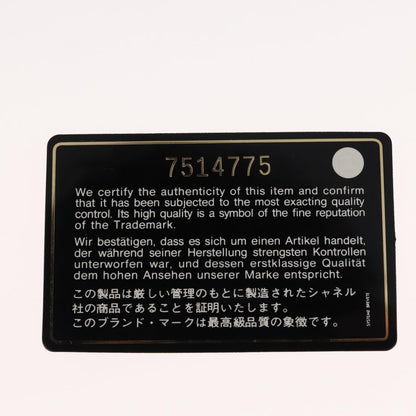 7514775
We certify the authenticity of this item and confirm
that it has been subjected to the most exacting quality
control. Its high quality is a symbol of the fine reputation
of the Trademark.
Wir bestätigen, dass es sich um einen Artikel handelt,
der während seiner Herstellung strengsten Kontrollen
unterworfen war, und dessen erstklassige Qualität
dem hohen Ansehen unserer Marke entspricht.
この製品は厳しい管理のもとに製造されたシャネル
社の商品であることを証明いたします。
このブランド・マークは最高級品質の象徴です。
SYSTEME BREVETE